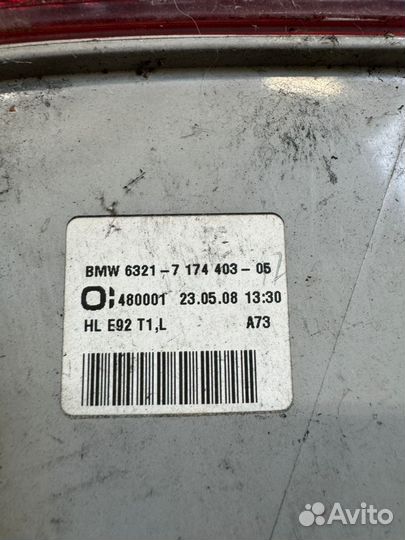 BMW 6321-7 174 403-05
480001 23.05.08 13:30
HL E92 T1,L A73
Avito